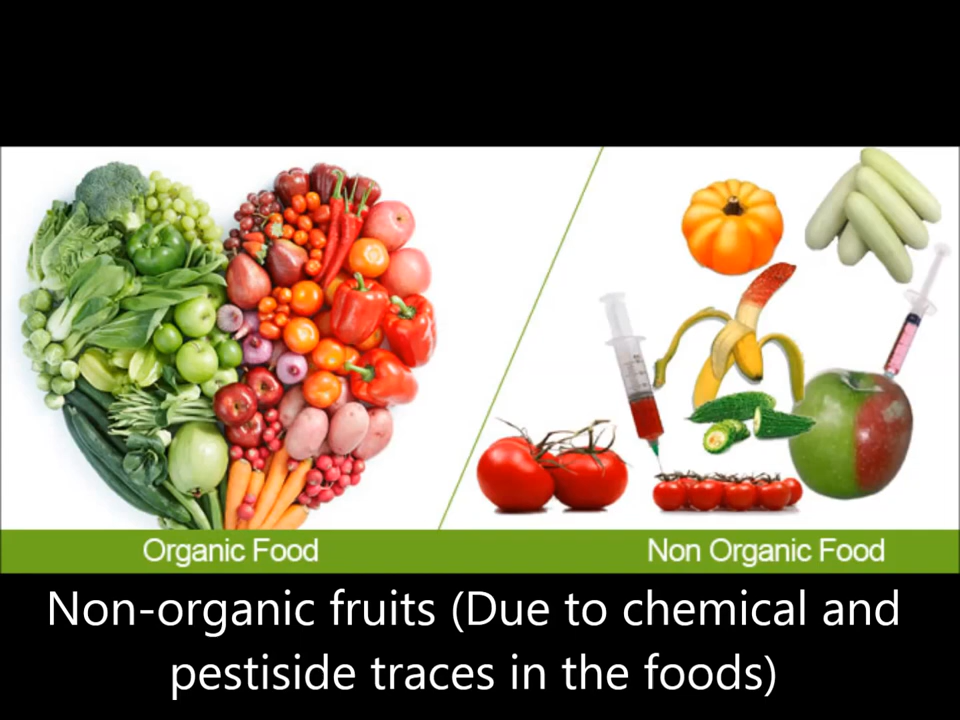 Organic Food
Non Organic Food
Non-organic fruits (Due to chemical and
pestiside traces in the foods)